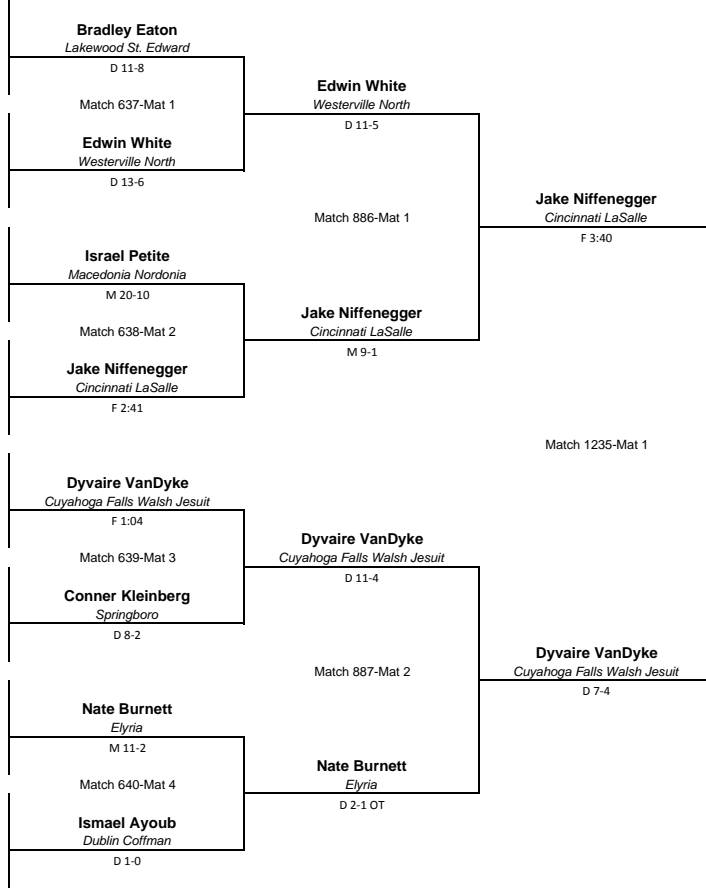 Bradley Eaton
Lakewood St. Edward
D 11-8
Match 637-Mat 1
Edwin White
Westerville North
D 13-6
Edwin White
Westerville North
D 11-5
Match 886-Mat 1
Israel Petite
Macedonia Nordonia
M 20-10
Match 638-Mat 2
Jake Niffenegger
Cincinnati LaSalle
F 2:41
Jake Niffenegger
Cincinnati LaSalle
M 9-1
Jake Niffenegger
Cincinnati LaSalle
F 3:40
Match 1235-Mat 1
Dyvaire VanDyke
Cuyahoga Falls Walsh Jesuit
F 1:04
Match 639-Mat 3
Conner Kleinberg
Springboro
D 8-2
Dyvaire VanDyke
Cuyahoga Falls Walsh Jesuit
D 11-4
Match 887-Mat 2
Nate Burnett
Elyria
M 11-2
Match 640-Mat 4
Ismael Ayoub
Dublin Coffman
D 1-0
Nate Burnett
Elyria
D 2-1 OT
Dyvaire VanDyke
Cuyahoga Falls Walsh Jesuit
D 7-4